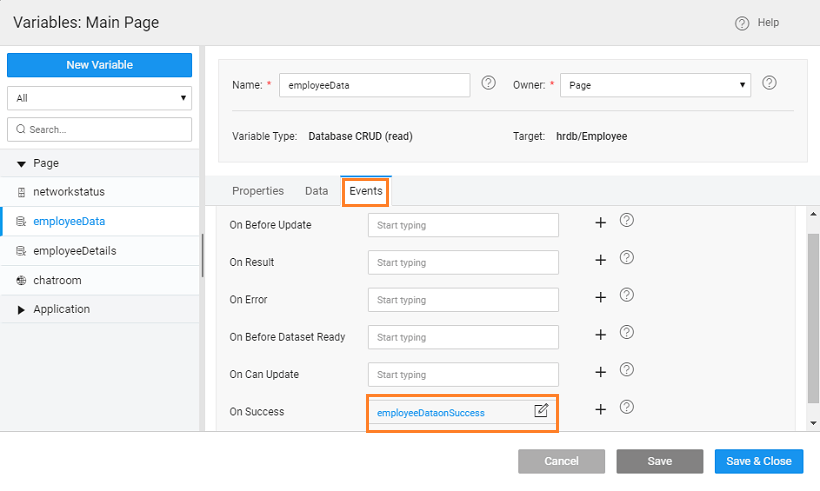 Variables: Main Page
Help
New Variable
All
Search...
Page
networkstatus
employeeData
employeeDetails
chatroom
Application
Name: *
employeeData
Owner: *
Page
Variable Type:
Database CRUD (read)
Target:
hrdb/Employee
Properties
Data
Events
On Before Update
Start typing
On Result
Start typing
On Error
Start typing
On Before Dataset Ready
Start typing
On Can Update
Start typing
On Success
employeeDataonSuccess
Cancel
Save
Save & Close